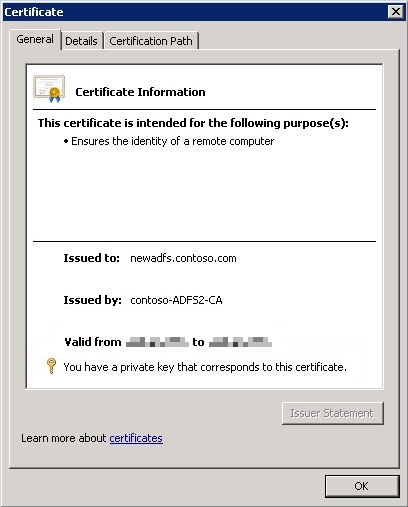 Certificate
General
Details
Certification Path
Certificate Information
This certificate is intended for the following purpose(s):
• Ensures the identity of a remote computer
Issued to: newadfs.contoso.com
Issued by: contoso-ADFS2-CA
Valid from to
You have a private key that corresponds to this certificate.
Issuer Statement
Learn more about certificates
OK